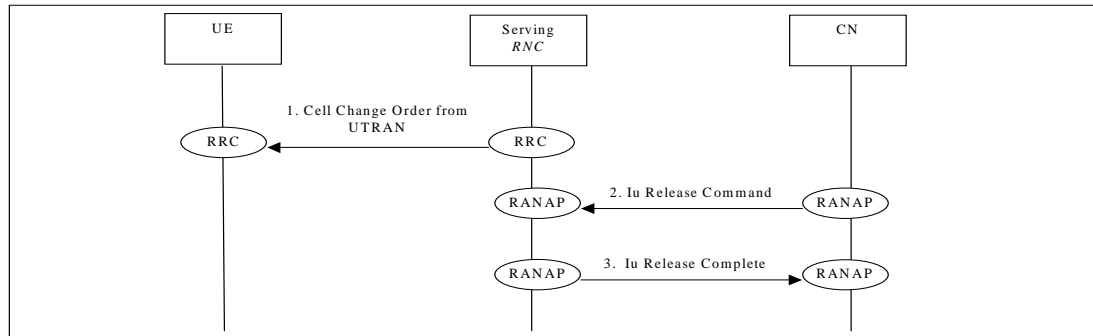 UE
Serving
RNC
CN
1. Cell Change Order from
UTRAN
RRC
RRC
2. Iu Release Command
RANAP
RANAP
3. Iu Release Complete
RANAP
RANAP